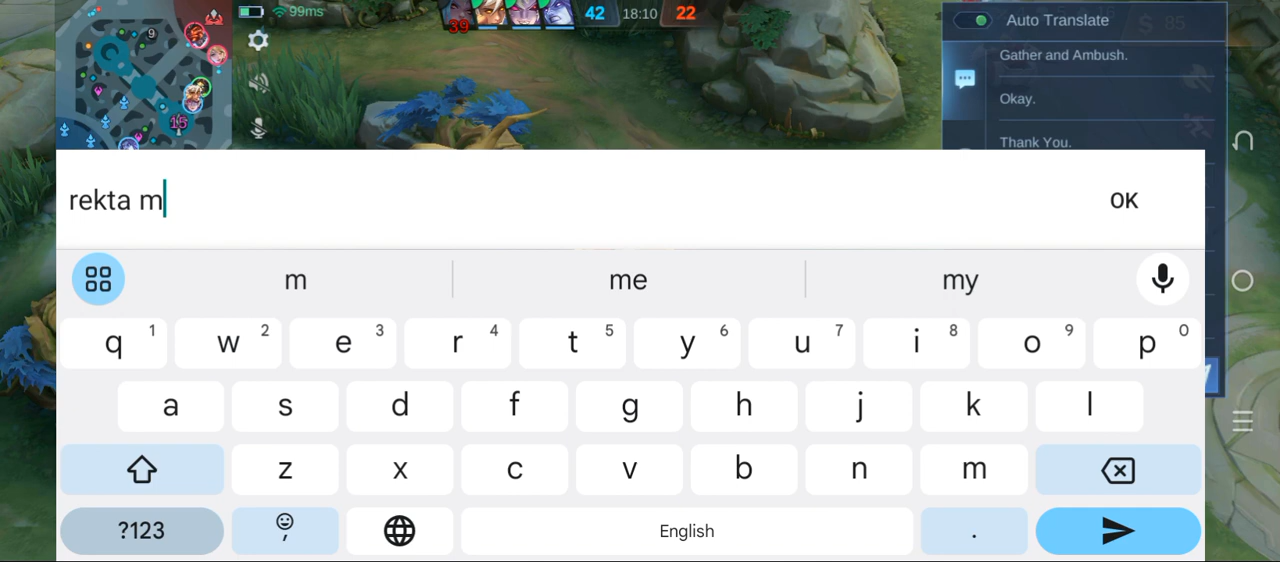 99ms
39
42 18:10 22
9
15
Auto Translate
Gather and Ambush.
Okay.
Thank You.
$ 85
rekta m
OK
m me my
q 1 w 2 e 3 r 4 t 5 y 6 u 7 i 8 o 9 p 0
a s d f g h j k l
z x c v b n m
?123 , English .